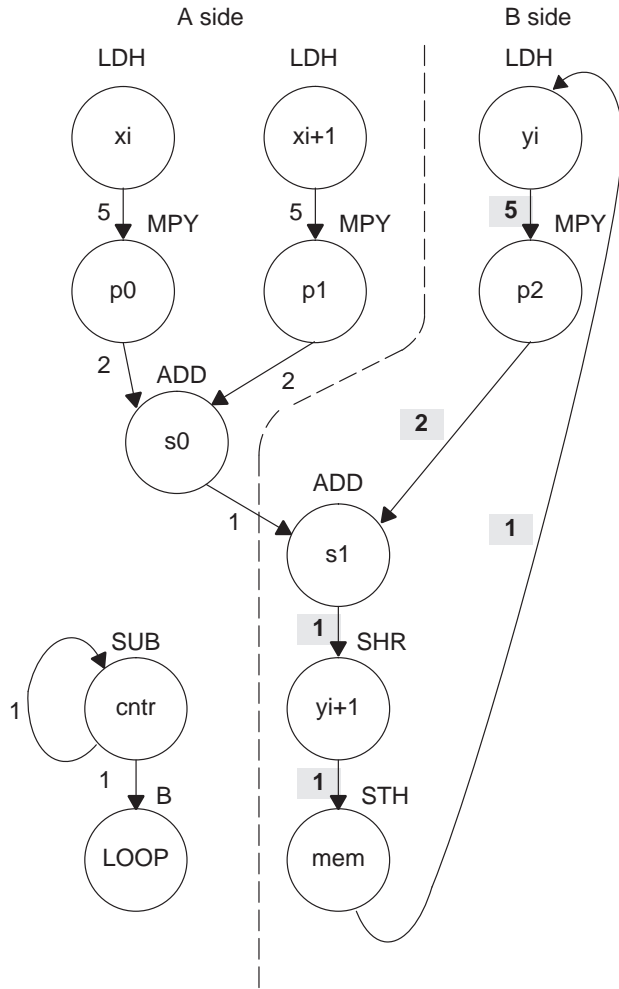 A side B side
LDH LDH LDH
xi xi+1 yi
5 MPY 5 MPY 5 MPY
p0 p1 p2
2 ADD 2
s0 2
1 ADD
s1 1
SUB 1 SHR
1 cntr yi+1
1 B 1 STH
LOOP mem